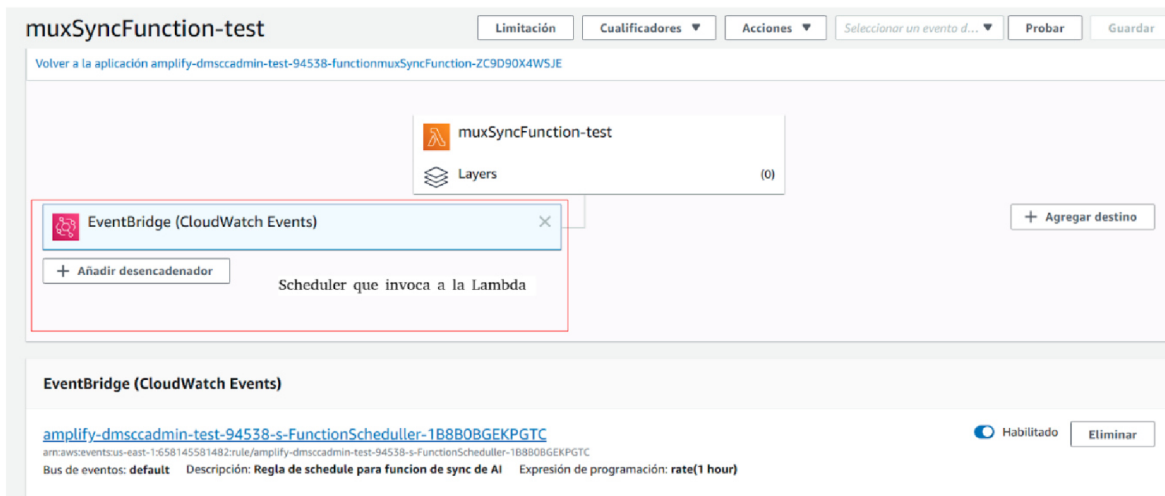 muxSyncFunction-test
Limitación
Cualificadores
Acciones
Seleccionar un evento d...
Probar
Guardar
Volver a la aplicación amplify-dmsccadmin-test-94538-functionmuxSyncFunction-ZC9D90X4WSJE
muxSyncFunction-test
Layers (0)
EventBridge (CloudWatch Events)
+ Agregar destino
+ Añadir desencadenador
Scheduler que invoca a la Lambda
EventBridge (CloudWatch Events)
amplify-dmsccadmin-test-94538-s-FunctionScheduller-1B8B0BGEKPGTC
Habilitado
Eliminar
arn:aws:events:us-east-1:658145581482:rule/amplify-dmsccadmin-test-94538-s-FunctionScheduller-1B8B0BGEKPGTC
Bus de eventos: default Descripción: Regla de schedule para funcion de sync de AI Expresión de programación: rate(1 hour)